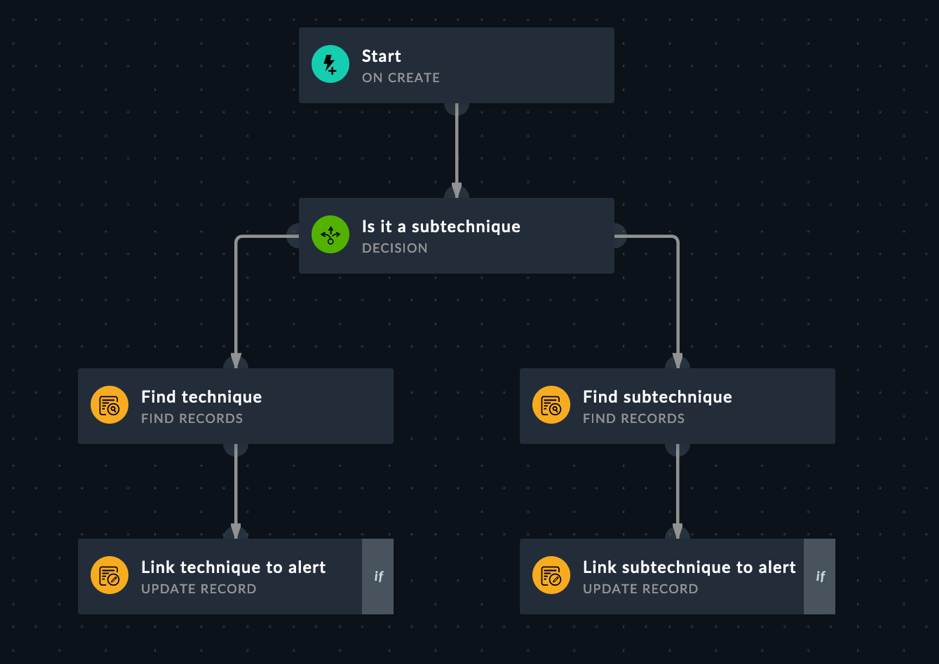 Start
ON CREATE
Is it a subtechnique
DECISION
Find technique
FIND RECORDS
Find subtechnique
FIND RECORDS
Link technique to alert
UPDATE RECORD
if
Link subtechnique to alert
UPDATE RECORD
if